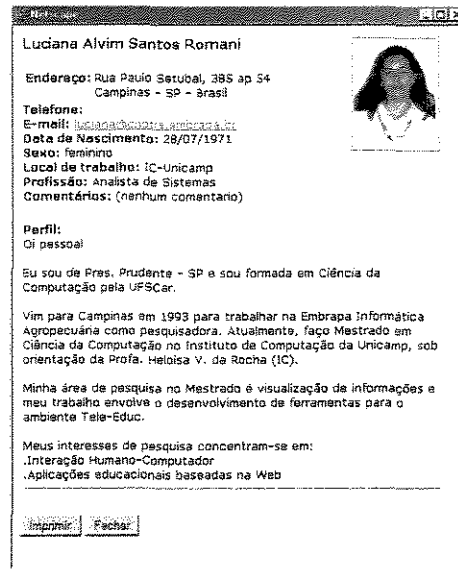 Netscape
Luciana Alvim Santos Romani
Endereço: Rua Paulo Setubal, 385 ap 54
Campinas - SP - Brasil
Telefone:
E-mail:
Data de Nascimento: 28/07/1971
Sexo: feminino
Local de trabalho: IC-Unicamp
Profissão: Analista de Sistemas
Comentários: (nenhum comentario)
Perfil:
Oi pessoal
Eu sou de Pres. Prudente - SP e sou formada em Ciência da
Computação pela UFSCar.
Vim para Campinas em 1993 para trabalhar na Embrapa Informática
Agropecuária como pesquisadora. Atualmente, faço Mestrado em
Ciência da Computação no Instituto de Computação da Unicamp, sob
orientação da Profa. Heloisa V. da Rocha (IC).
Minha área de pesquisa no Mestrado é visualização de informações e
meu trabalho envolve o desenvolvimento de ferramentas para o
ambiente Tele-Educ.
Meus interesses de pesquisa concentram-se em:
.Interação Humano-Computador
.Aplicações educacionais baseadas na Web
Imprimir Fechar